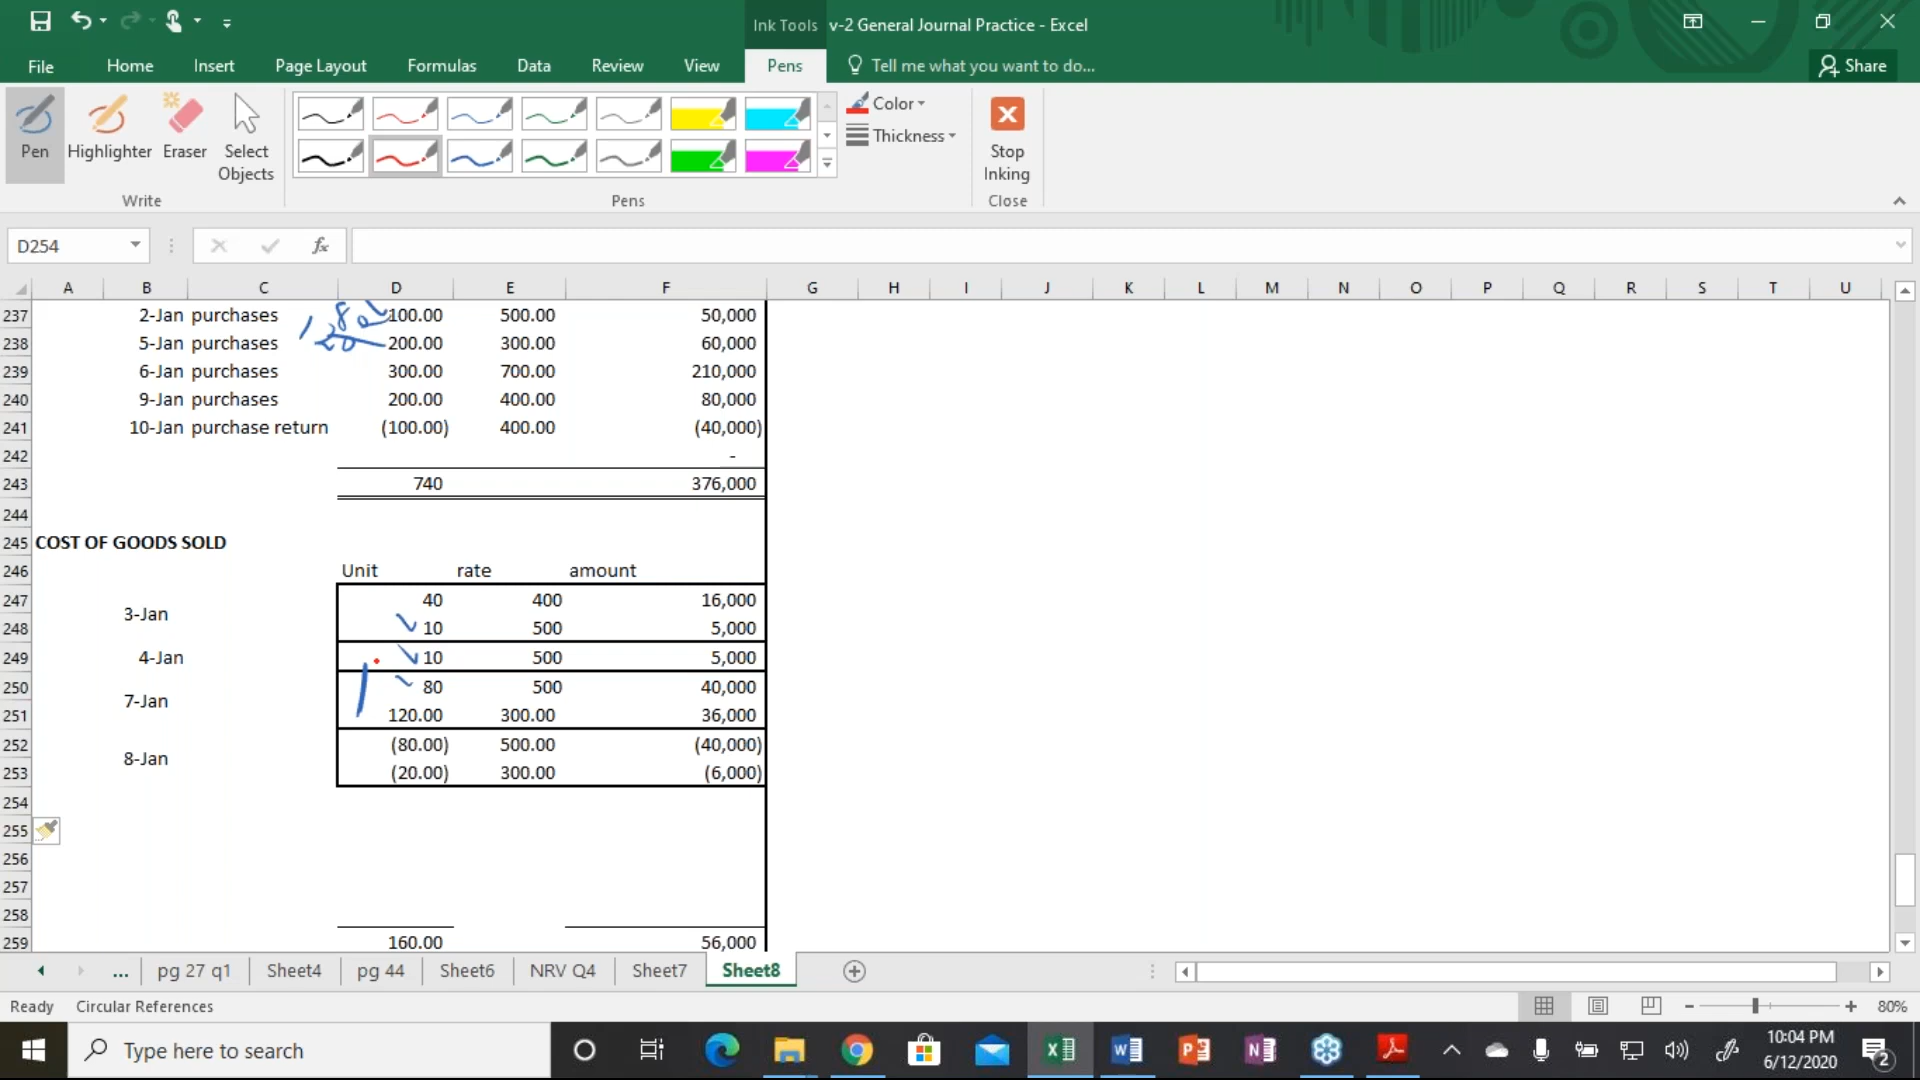 Ink Tools v-2 General Journal Practice - Excel
File Home Insert Page Layout Formulas Data Review View Pens Tell me what you want to do... Share
Pen Highlighter Eraser Select Objects
Color
Thickness
Stop Inking
Write Pens Close
D254 fx
A B C D E F G H I J K L M N O P Q R S T U
237 2-Jan purchases 100.00 500.00 50,000
238 5-Jan purchases 200.00 300.00 60,000
239 6-Jan purchases 300.00 700.00 210,000
240 9-Jan purchases 200.00 400.00 80,000
241 10-Jan purchase return (100.00) 400.00 (40,000)
242 -
243 740 376,000
244
245 COST OF GOODS SOLD
246 Unit rate amount
247 40 400 16,000
3-Jan
248 10 500 5,000
249 4-Jan 10 500 5,000
250 80 500 40,000
7-Jan
251 120.00 300.00 36,000
252 (80.00) 500.00 (40,000)
8-Jan
253 (20.00) 300.00 (6,000)
254
255
256
257
258
259 160.00 56,000
... pg 27 q1 Sheet4 pg 44 Sheet6 NRV Q4 Sheet7 Sheet8
Ready Circular References 80%
Type here to search
10:04 PM
6/12/2020
2